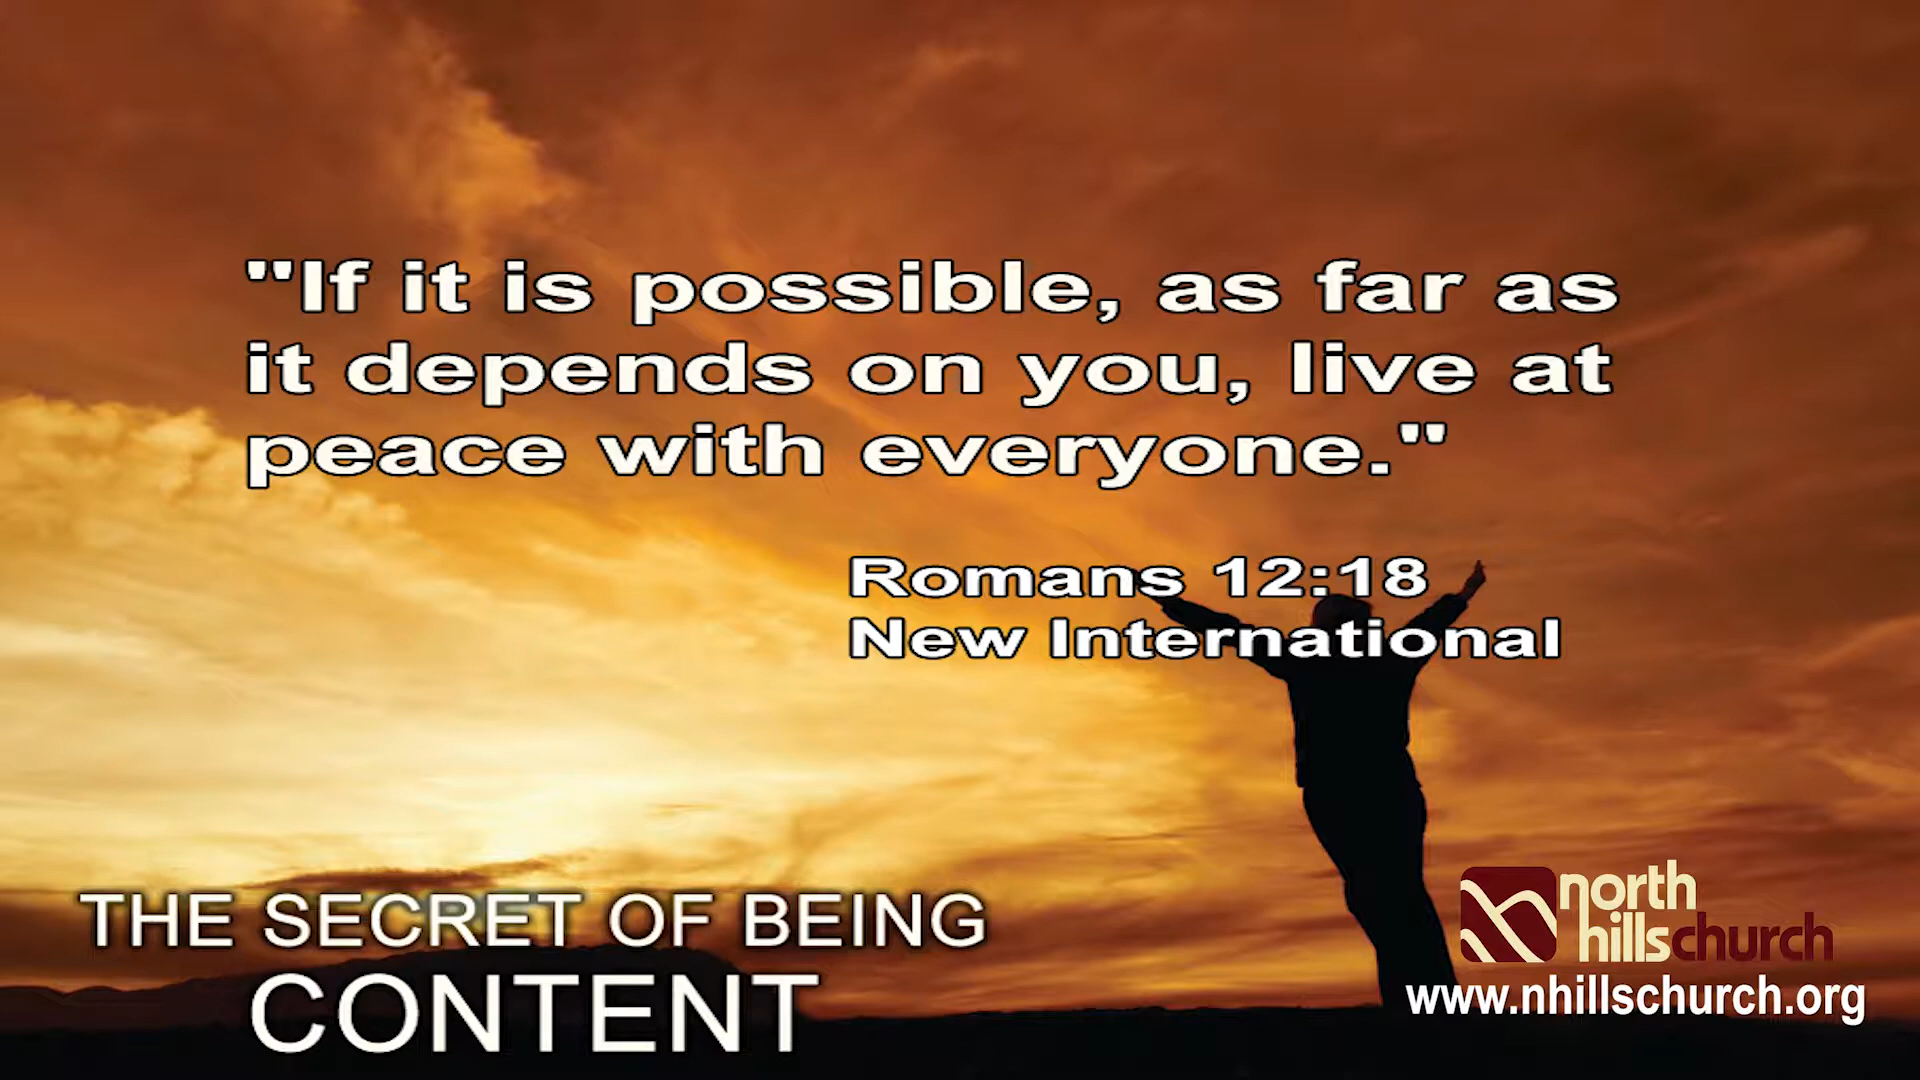 "If it is possible, as far as
it depends on you, live at
peace with everyone."
Romans 12:18
New International
THE SECRET OF BEING
CONTENT
north
hillschurch
www.nhillschurch.org